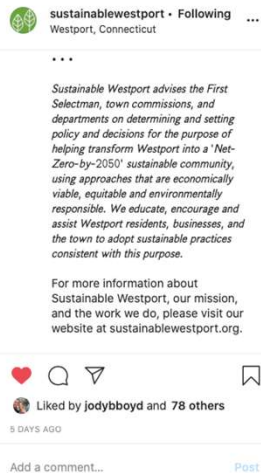 sustainablewestport • Following
Westport, Connecticut
...
...
Sustainable Westport advises the First
Selectman, town commissions, and
departments on determining and setting
policy and decisions for the purpose of
helping transform Westport into a 'Net-
Zero-by-2050' sustainable community,
using approaches that are economically
viable, equitable and environmentally
responsible. We educate, encourage and
assist Westport residents, businesses, and
the town to adopt sustainable practices
consistent with this purpose.
For more information about
Sustainable Westport, our mission,
and the work we do, please visit our
website at sustainablewestport.org.
Liked by jodybboyd and 78 others
5 DAYS AGO
Add a comment...
Post